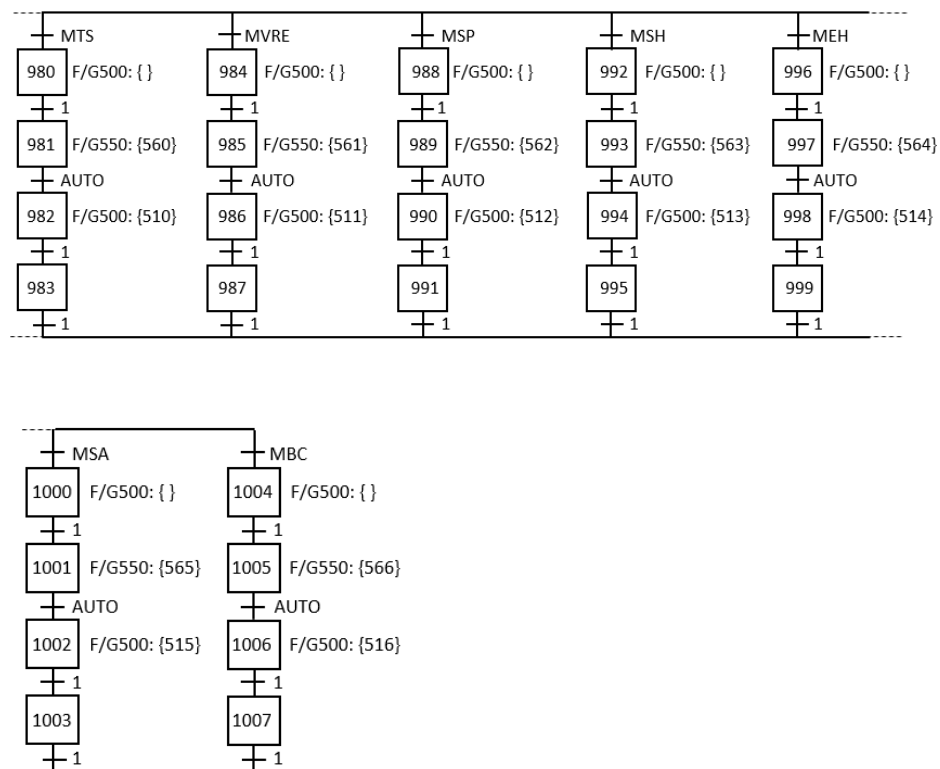 MTS MVRE MSP MSH MEH
980 F/G500: { } 984 F/G500: { } 988 F/G500: { } 992 F/G500: { } 996 F/G500: { }
1 1 1 1 1
981 F/G550: {560} 985 F/G550: {561} 989 F/G550: {562} 993 F/G550: {563} 997 F/G550: {564}
AUTO AUTO AUTO AUTO AUTO
982 F/G500: {510} 986 F/G500: {511} 990 F/G500: {512} 994 F/G500: {513} 998 F/G500: {514}
1 1 1 1 1
983 987 991 995 999
1 1 1 1 1
MSA MBC
1000 F/G500: { } 1004 F/G500: { }
1 1
1001 F/G550: {565} 1005 F/G550: {566}
AUTO AUTO
1002 F/G500: {515} 1006 F/G500: {516}
1 1
1003 1007
1 1